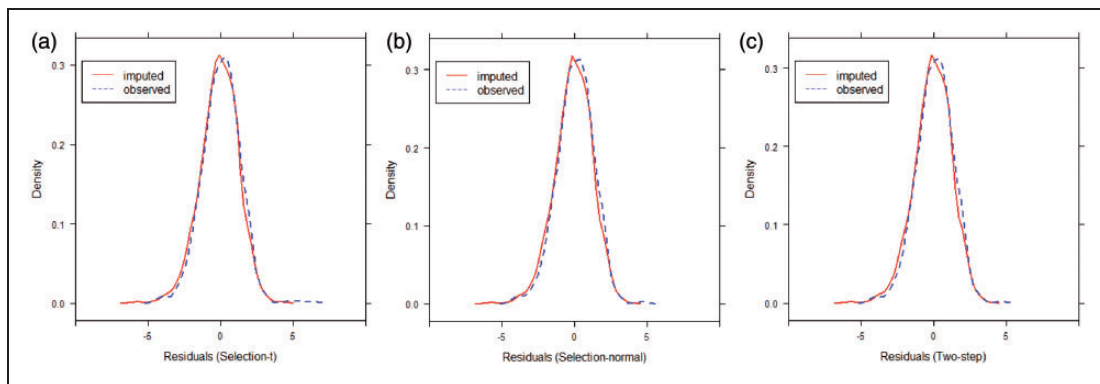 (a)
imputed
observed
Density
0.3
0.2
0.1
0.0
-5
0
5
Residuals (Selection-t)
(b)
imputed
observed
Density
0.3
0.2
0.1
0.0
-5
0
5
Residuals (Selection-normal)
(c)
imputed
observed
Density
0.3
0.2
0.1
0.0
-5
0
5
Residuals (Two-step)